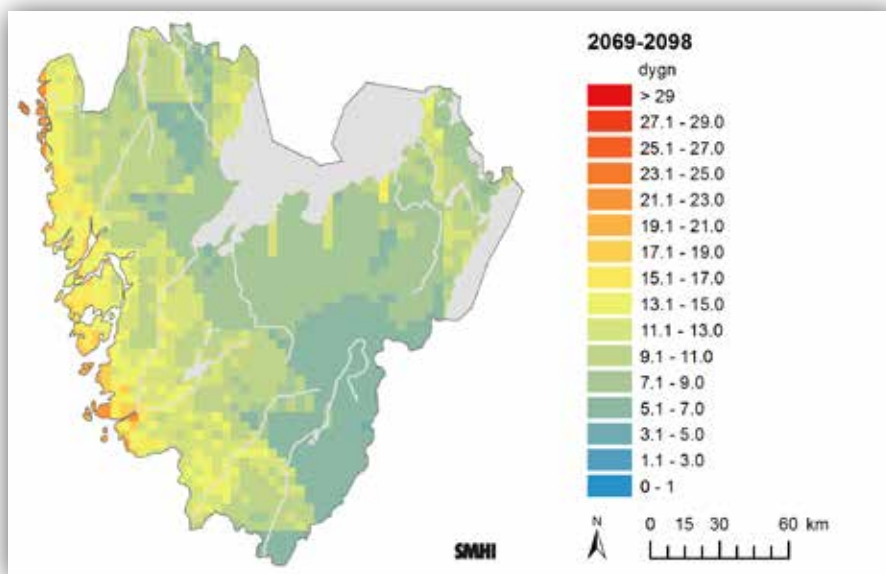 2069-2098
dygn
> 29
27.1 - 29.0
25.1 - 27.0
23.1 - 25.0
21.1 - 23.0
19.1 - 21.0
17.1 - 19.0
15.1 - 17.0
13.1 - 15.0
11.1 - 13.0
9.1 - 11.0
7.1 - 9.0
5.1 - 7.0
3.1 - 5.0
1.1 - 3.0
0 - 1
N
0 15 30 60 km
SMHI